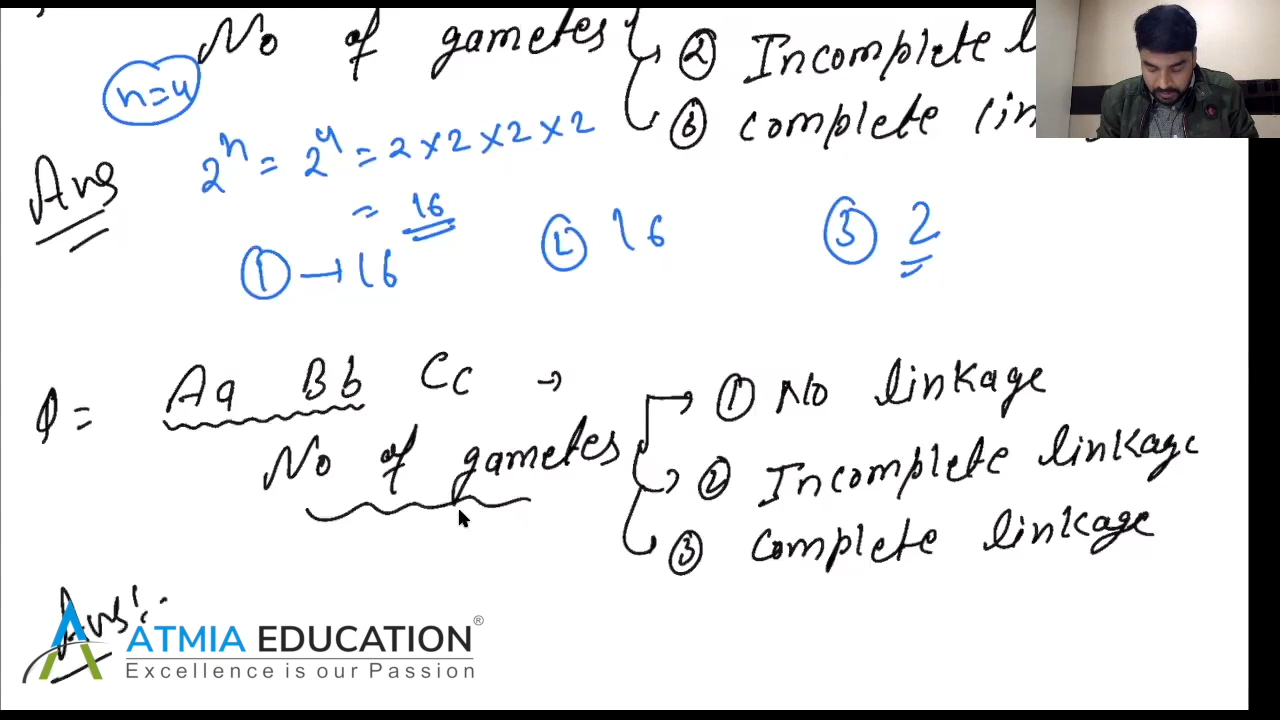 No of gametes ② Incomplete l
n=4
⑥ complete lin
2ⁿ = 2⁴ = 2×2×2×2
Ans
= 16
① → 16 ② 16 ③ 2
Q = Aa Bb Cc →
① No linkage
No of gametes
② Incomplete linkage
③ complete linkage
Ans:-
ATMIA EDUCATION®
Excellence is our Passion